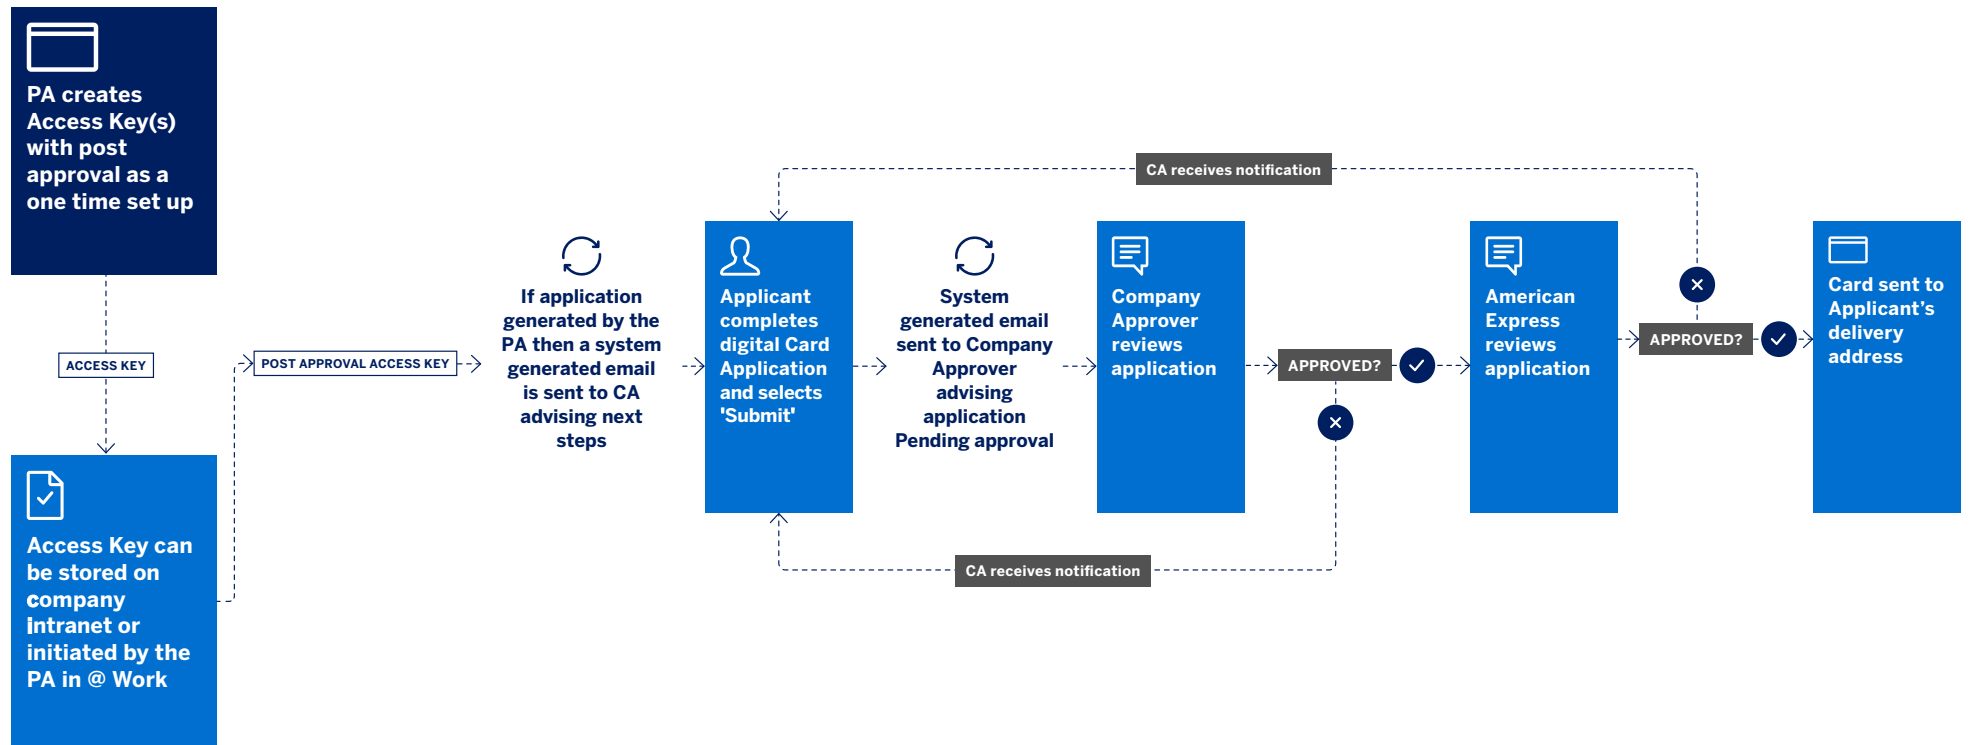 PA creates
Access Key(s)
with post
approval as a
one time set up
ACCESS KEY
Access Key can
be stored on
company
intranet or
initiated by the
PA in @ Work
POST APPROVAL ACCESS KEY
If application
generated by the
PA then a system
generated email
is sent to CA
advising next
steps
Applicant
completes
digital Card
Application
and selects
'Submit'
System
generated email
sent to Company
Approver
advising
application
Pending approval
Company
Approver
reviews
application
APPROVED?
CA receives notification
American
Express
reviews
application
APPROVED?
CA receives notification
Card sent to
Applicant’s
delivery
address